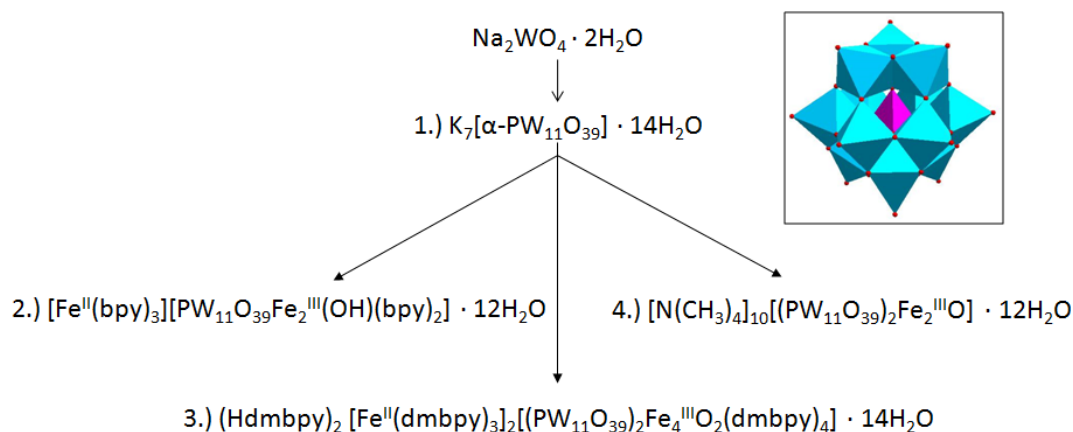 Na₂WO₄ · 2H₂O
1.) K₇[α-PW₁₁O₃₉] · 14H₂O
2.) [Feᴵᴵ(bpy)₃][PW₁₁O₃₉Fe₂ᴵᴵᴵ(OH)(bpy)₂] · 12H₂O
4.) [N(CH₃)₄]₁₀[(PW₁₁O₃₉)₂Fe₂ᴵᴵᴵO] · 12H₂O
3.) (Hdmbpy)₂ [Feᴵᴵ(dmbpy)₃]₂[(PW₁₁O₃₉)₂Fe₄ᴵᴵᴵO₂(dmbpy)₄] · 14H₂O